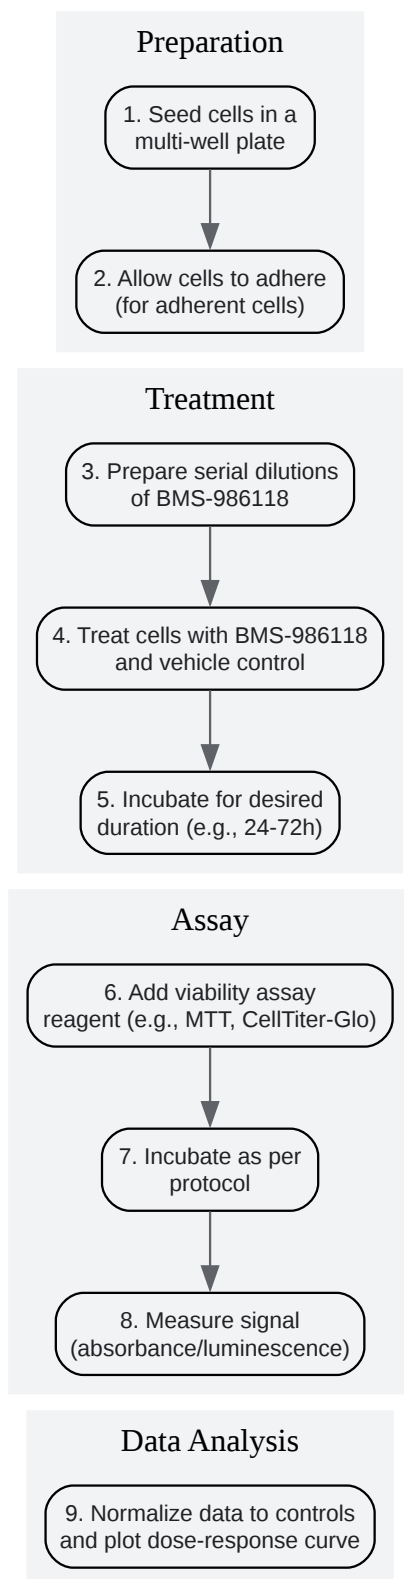 Preparation
1. Seed cells in a
multi-well plate
2. Allow cells to adhere
(for adherent cells)
Treatment
3. Prepare serial dilutions
of BMS-986118
4. Treat cells with BMS-986118
and vehicle control
5. Incubate for desired
duration (e.g., 24-72h)
Assay
6. Add viability assay
reagent (e.g., MTT, CellTiter-Glo)
7. Incubate as per
protocol
8. Measure signal
(absorbance/luminescence)
Data Analysis
9. Normalize data to controls
and plot dose-response curve